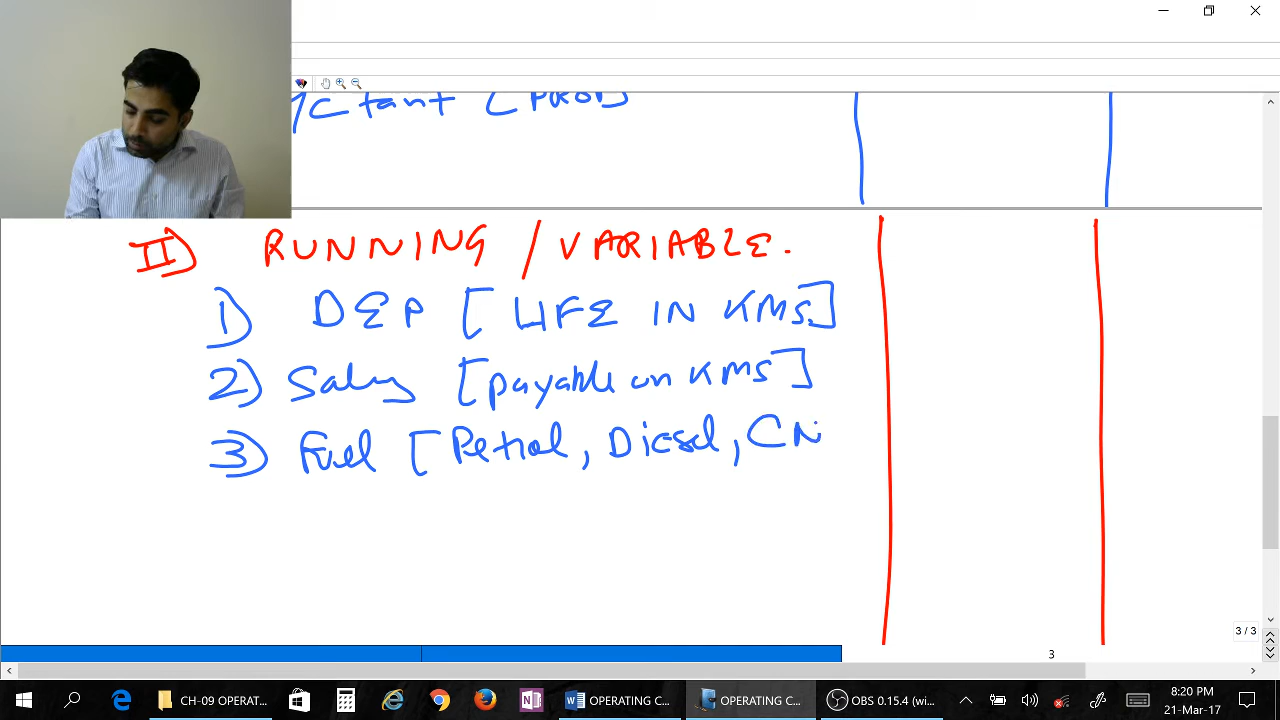 II) RUNNING / VARIABLE.
1) DEP [LIFE IN KMS]
2) Salary [payable on KMS]
3) Fuel [Petrol, Diesel, CN
3 / 3
3
CH-09 OPERAT...
OPERATING C...
OPERATING C...
OBS 0.15.4 (wi...
8:20 PM
21-Mar-17